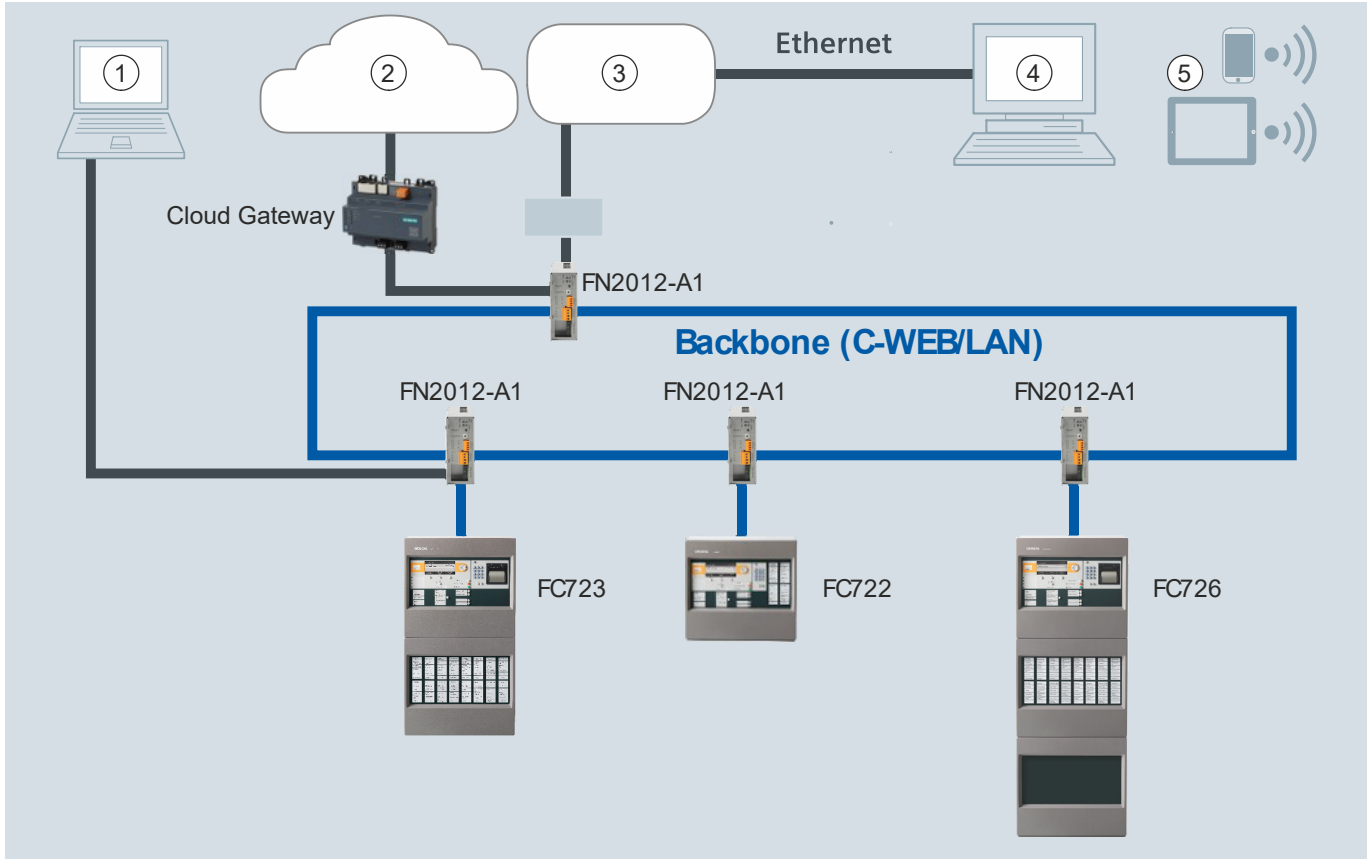 Ethernet
1
2
3
4
5
Cloud Gateway
FN2012-A1
Backbone (C-WEB/LAN)
FN2012-A1
FN2012-A1
FN2012-A1
FC723
FC722
FC726